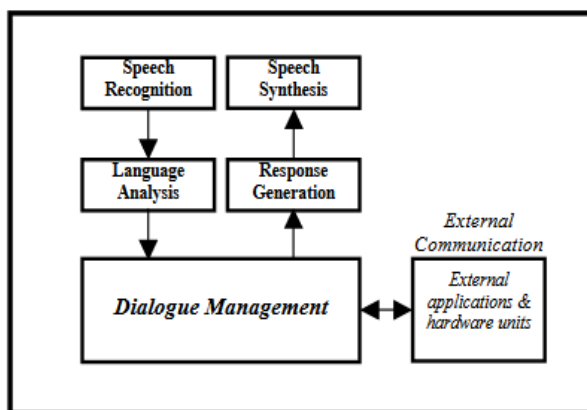 Speech
Recognition
Speech
Synthesis
Language
Analysis
Response
Generation
External
Communication
Dialogue Management
External
applications &
hardware units